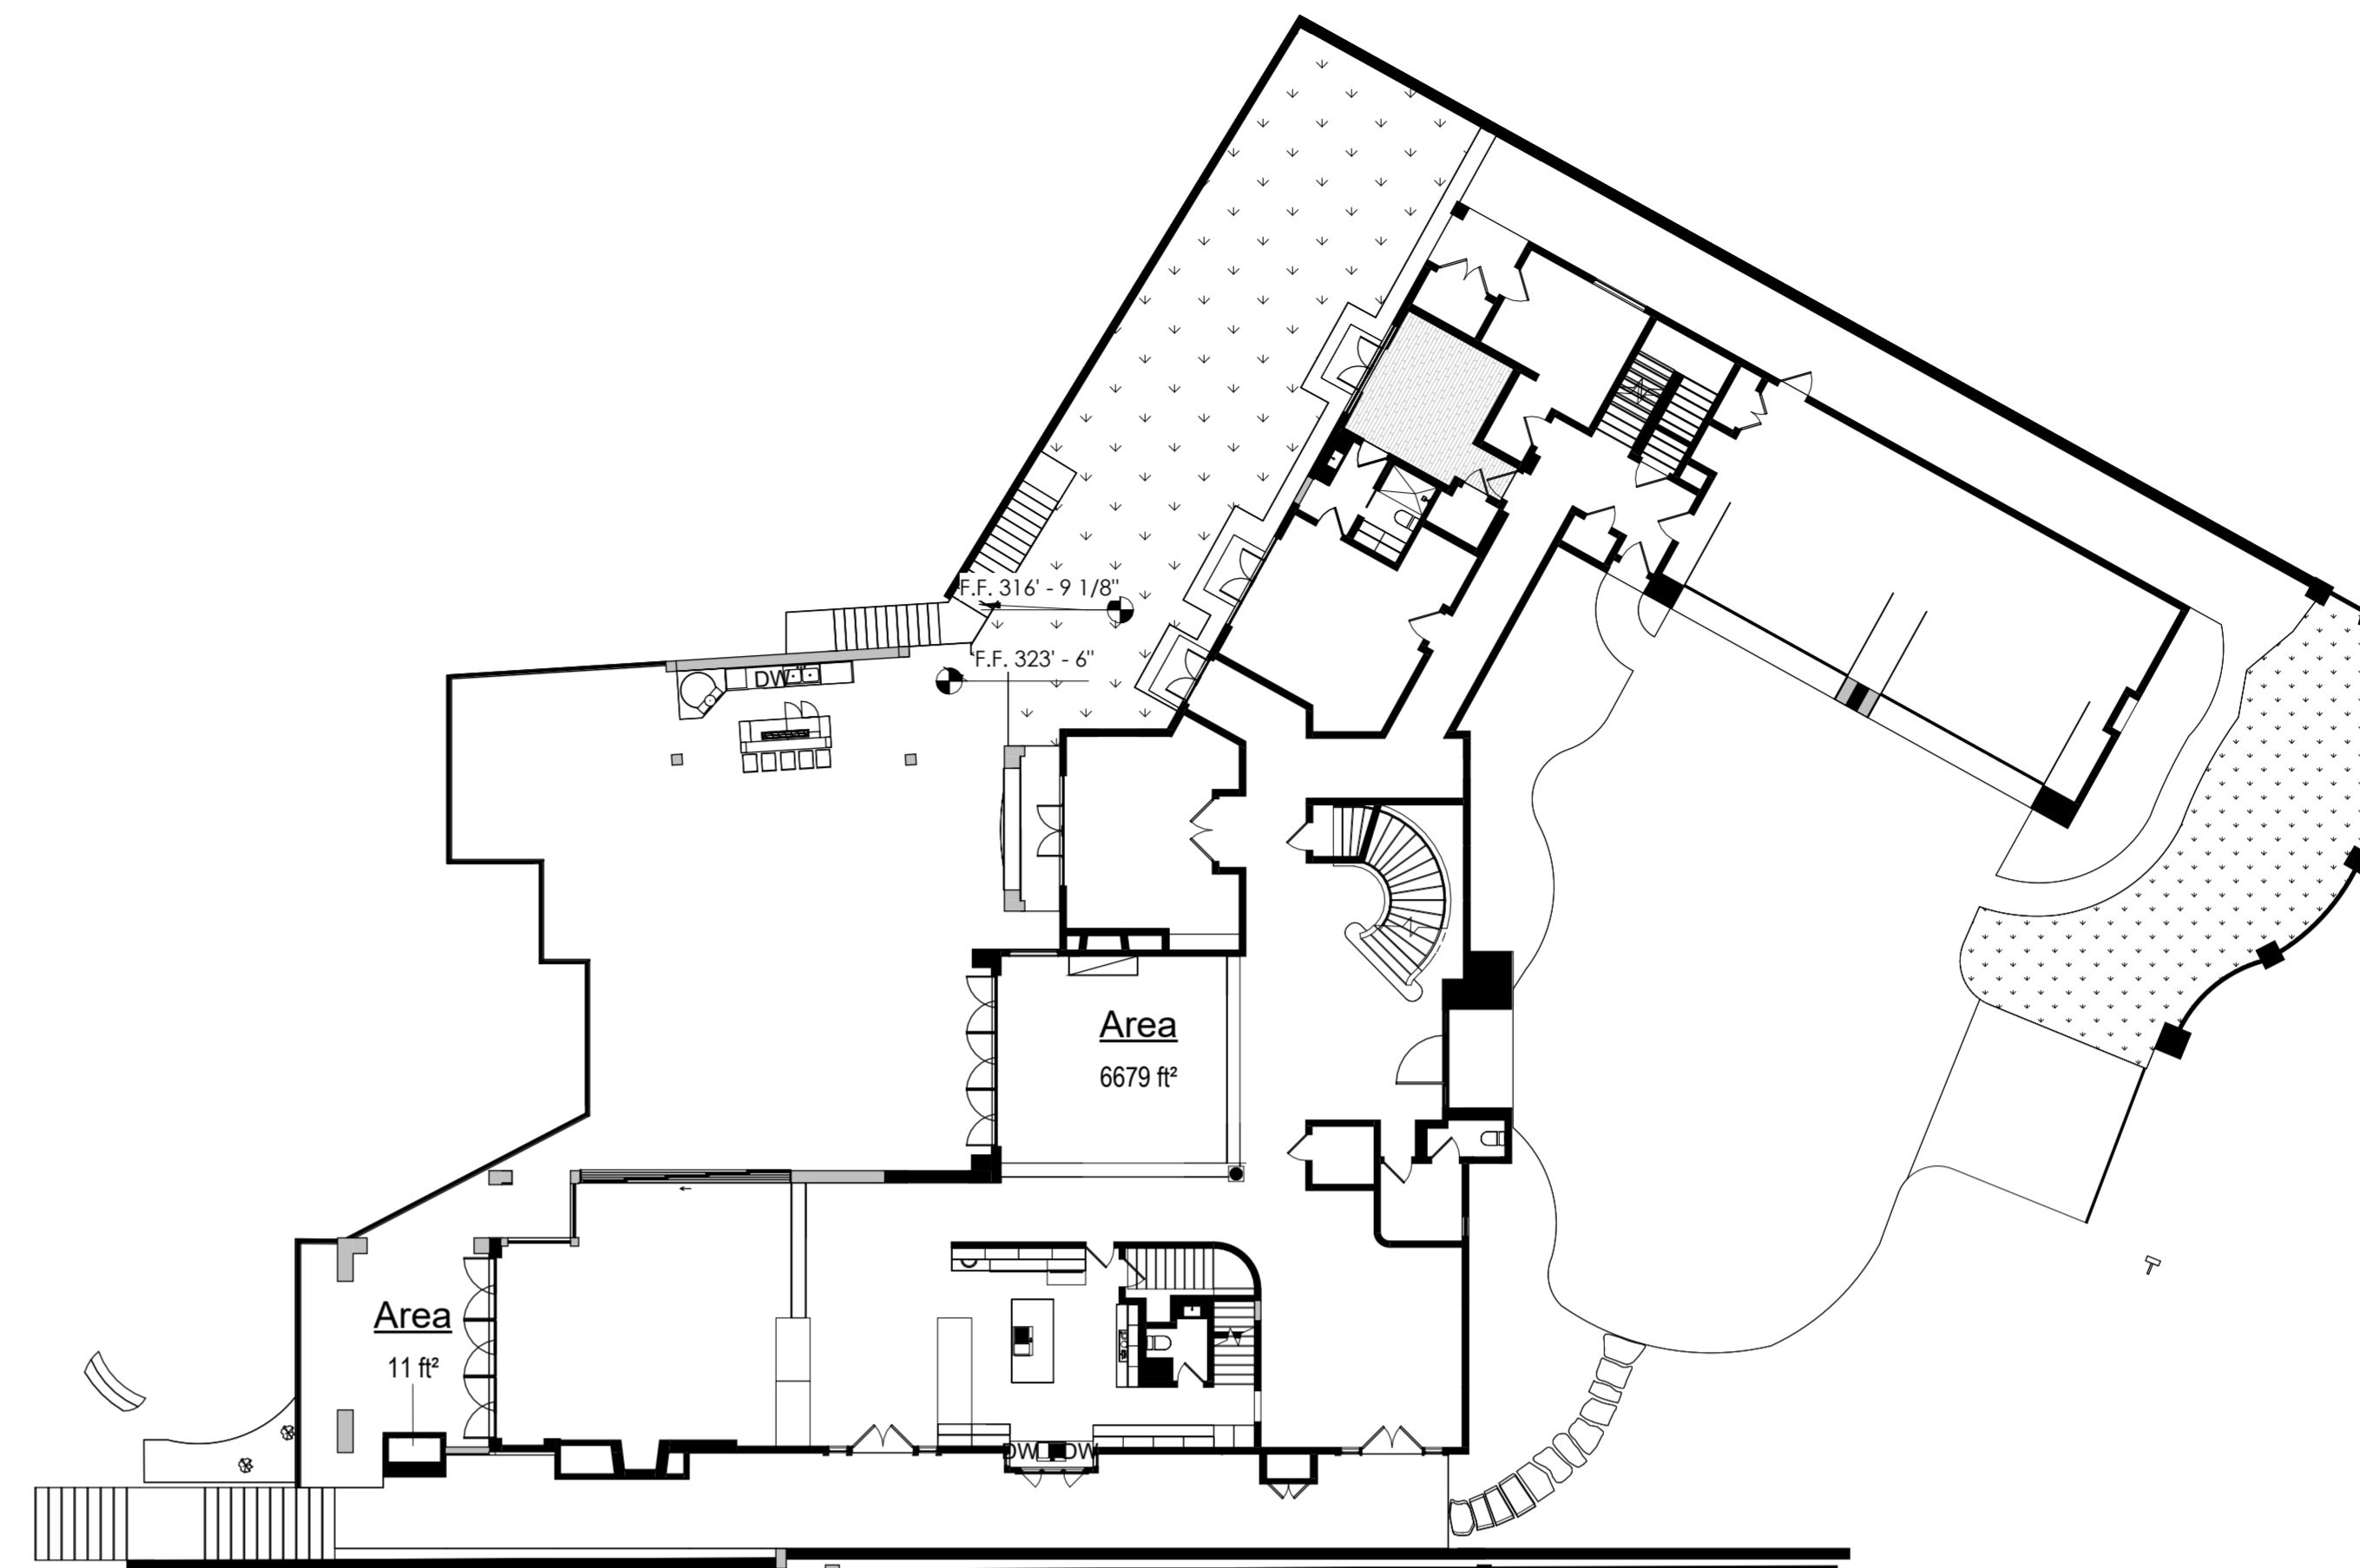 F.F. 316' - 9 1/8"
F.F. 323' - 6"
DW
Area
6679 ft²
Area
11 ft²
DW DW